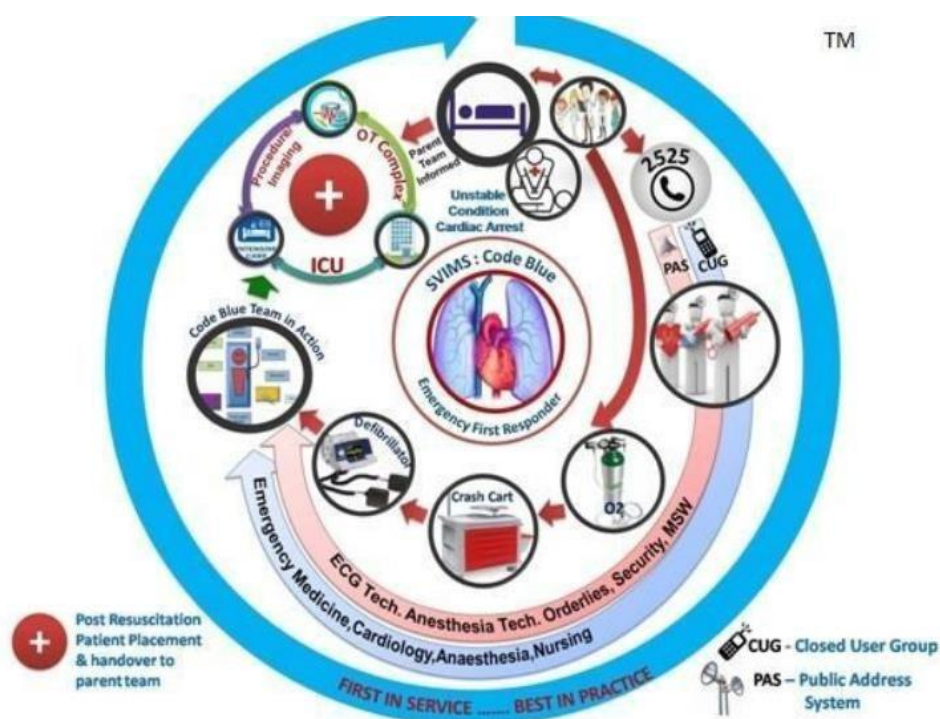 TM
Procedure/
Imaging
OT Complex
ICU
INTENSIVE
CARE
Parent
Team
Informed
Unstable
Condition
Cardiac Arrest
2525
PAS
CUG
SVIMS : Code Blue
Emergency First Responder
Code Blue Team in Action
Defibrillator
Crash Cart
O2
ECG Tech. Anesthesia Tech. Orderlies, Security, MSW
Emergency Medicine,Cardiology,Anaesthesia,Nursing
FIRST IN SERVICE ....... BEST IN PRACTICE
Post Resuscitation
Patient Placement
& handover to
parent team
CUG - Closed User Group
PAS – Public Address
System